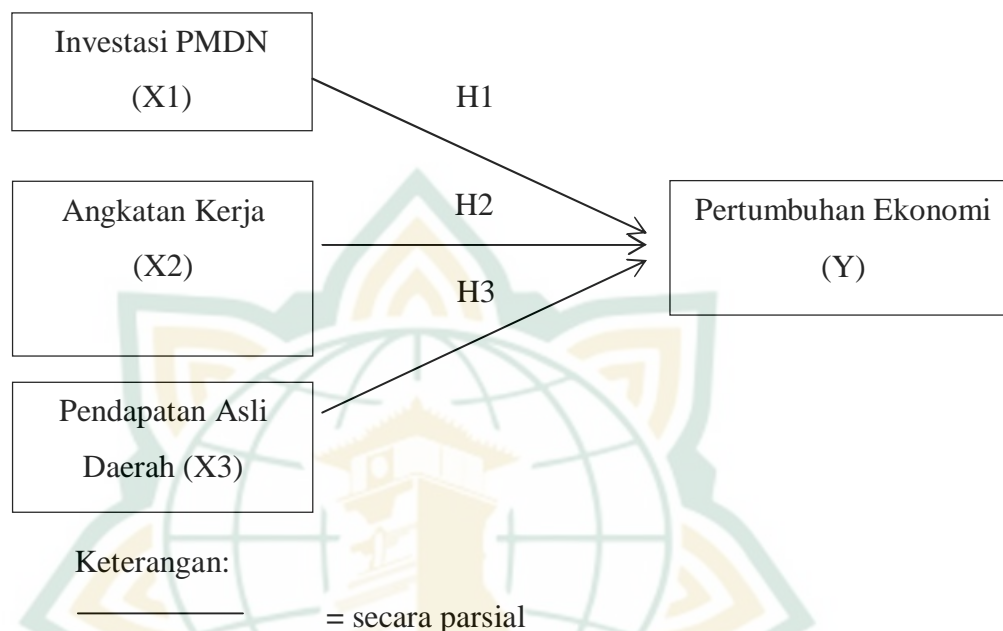 Investasi PMDN
(X1)
H1
Angkatan Kerja
(X2)
H2
Pertumbuhan Ekonomi
(Y)
H3
Pendapatan Asli
Daerah (X3)
Keterangan:
= secara parsial